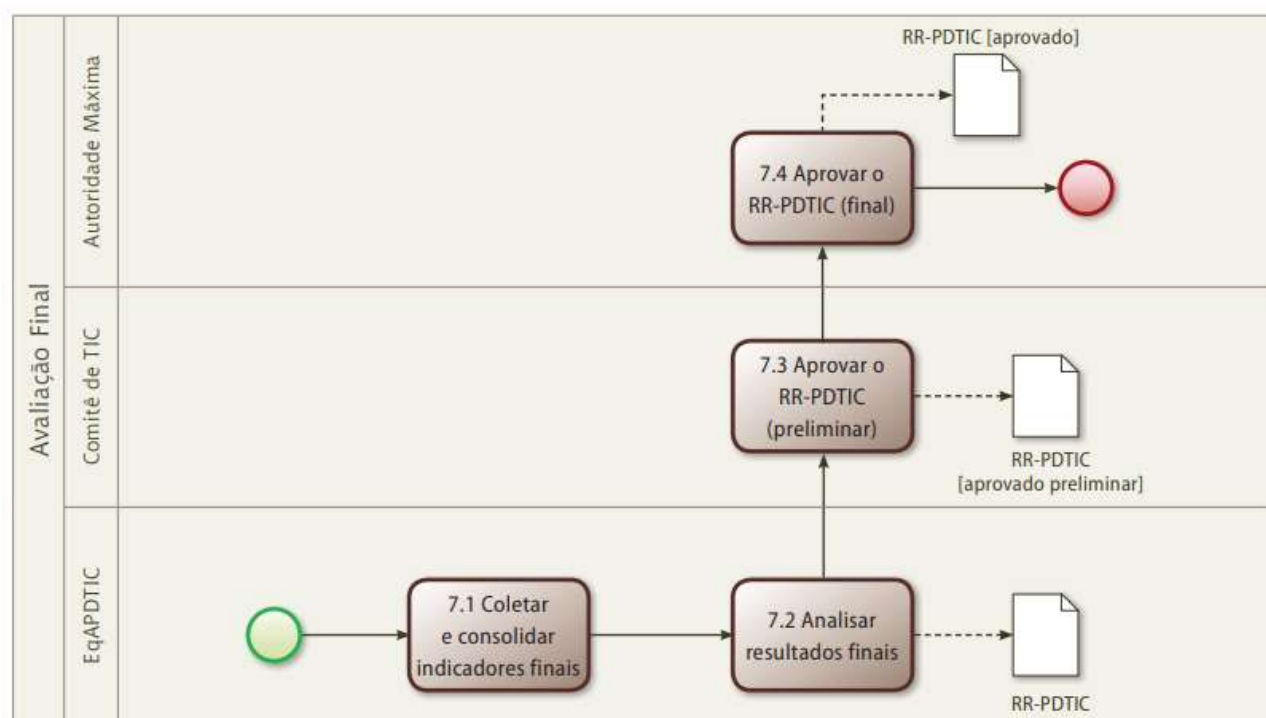 Avaliação Final
Autoridade Máxima
RR-PDTIC [aprovado]
7.4 Aprovar o
RR-PDTIC (final)
Comitê de TIC
7.3 Aprovar o
RR-PDTIC
(preliminar)
RR-PDTIC
[aprovado preliminar]
EqAPDTIC
7.1 Coletar
e consolidar
indicadores finais
7.2 Analisar
resultados finais
RR-PDTIC